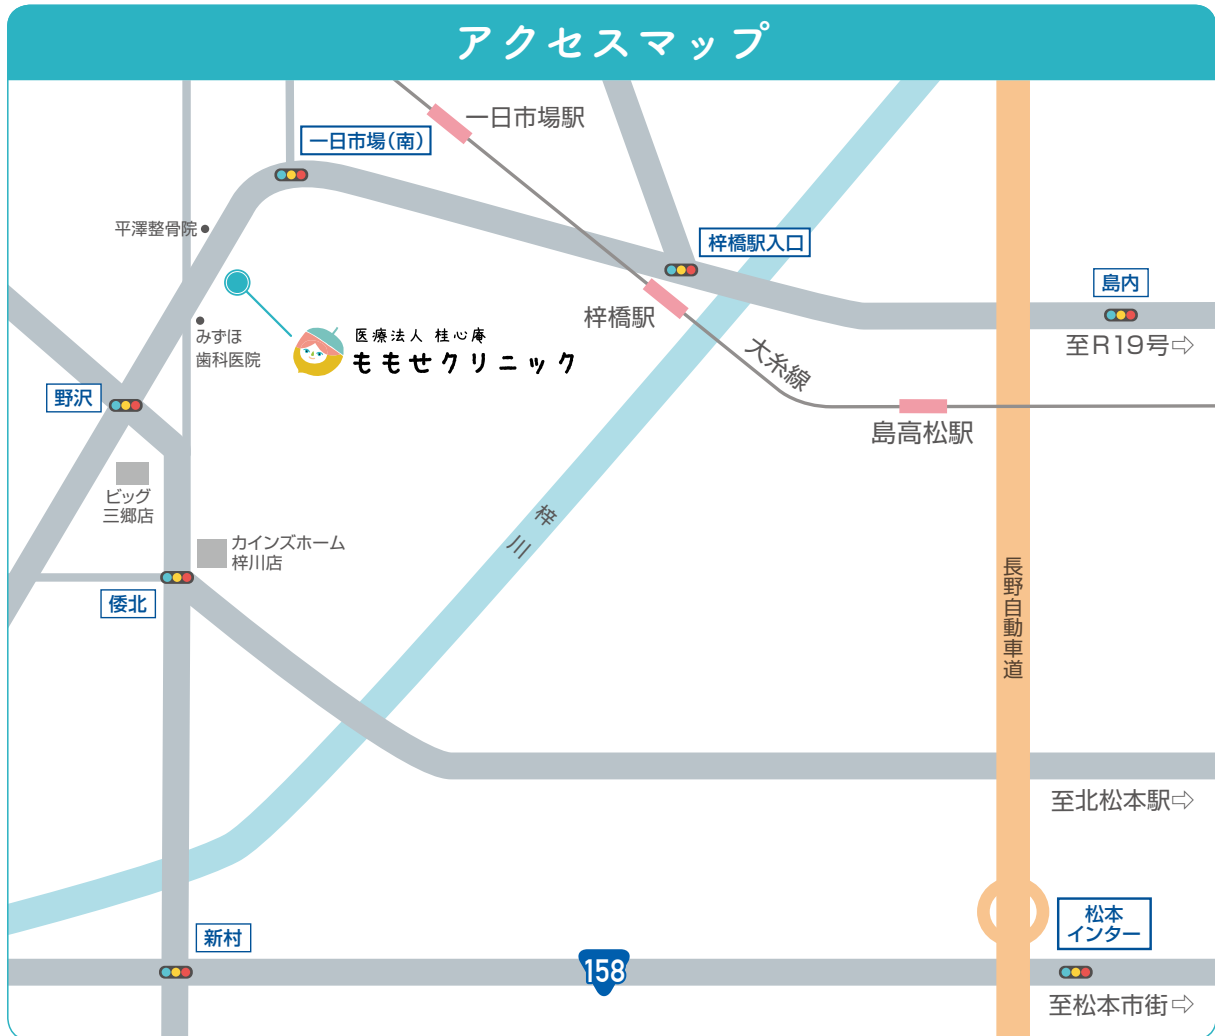 アクセスマップ
一日市場駅
一日市場(南)
平澤整骨院
梓橋駅入口
島内
至R19号⇨
梓橋駅
大糸線
みずほ
歯科医院
医療法人 桂心庵
ももせクリニック
野沢
島高松駅
ビッグ
三郷店
カインズホーム
梓川店
梓川
倭北
長野自動車道
至北松本駅⇨
松本
インター
新村
158
至松本市街⇨